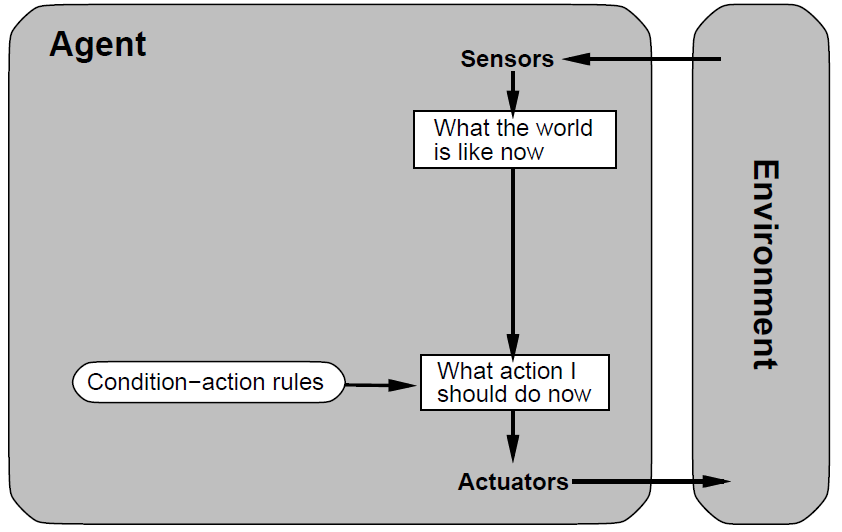 Agent
Sensors
What the world
is like now
Environment
Condition−action rules
What action I
should do now
Actuators